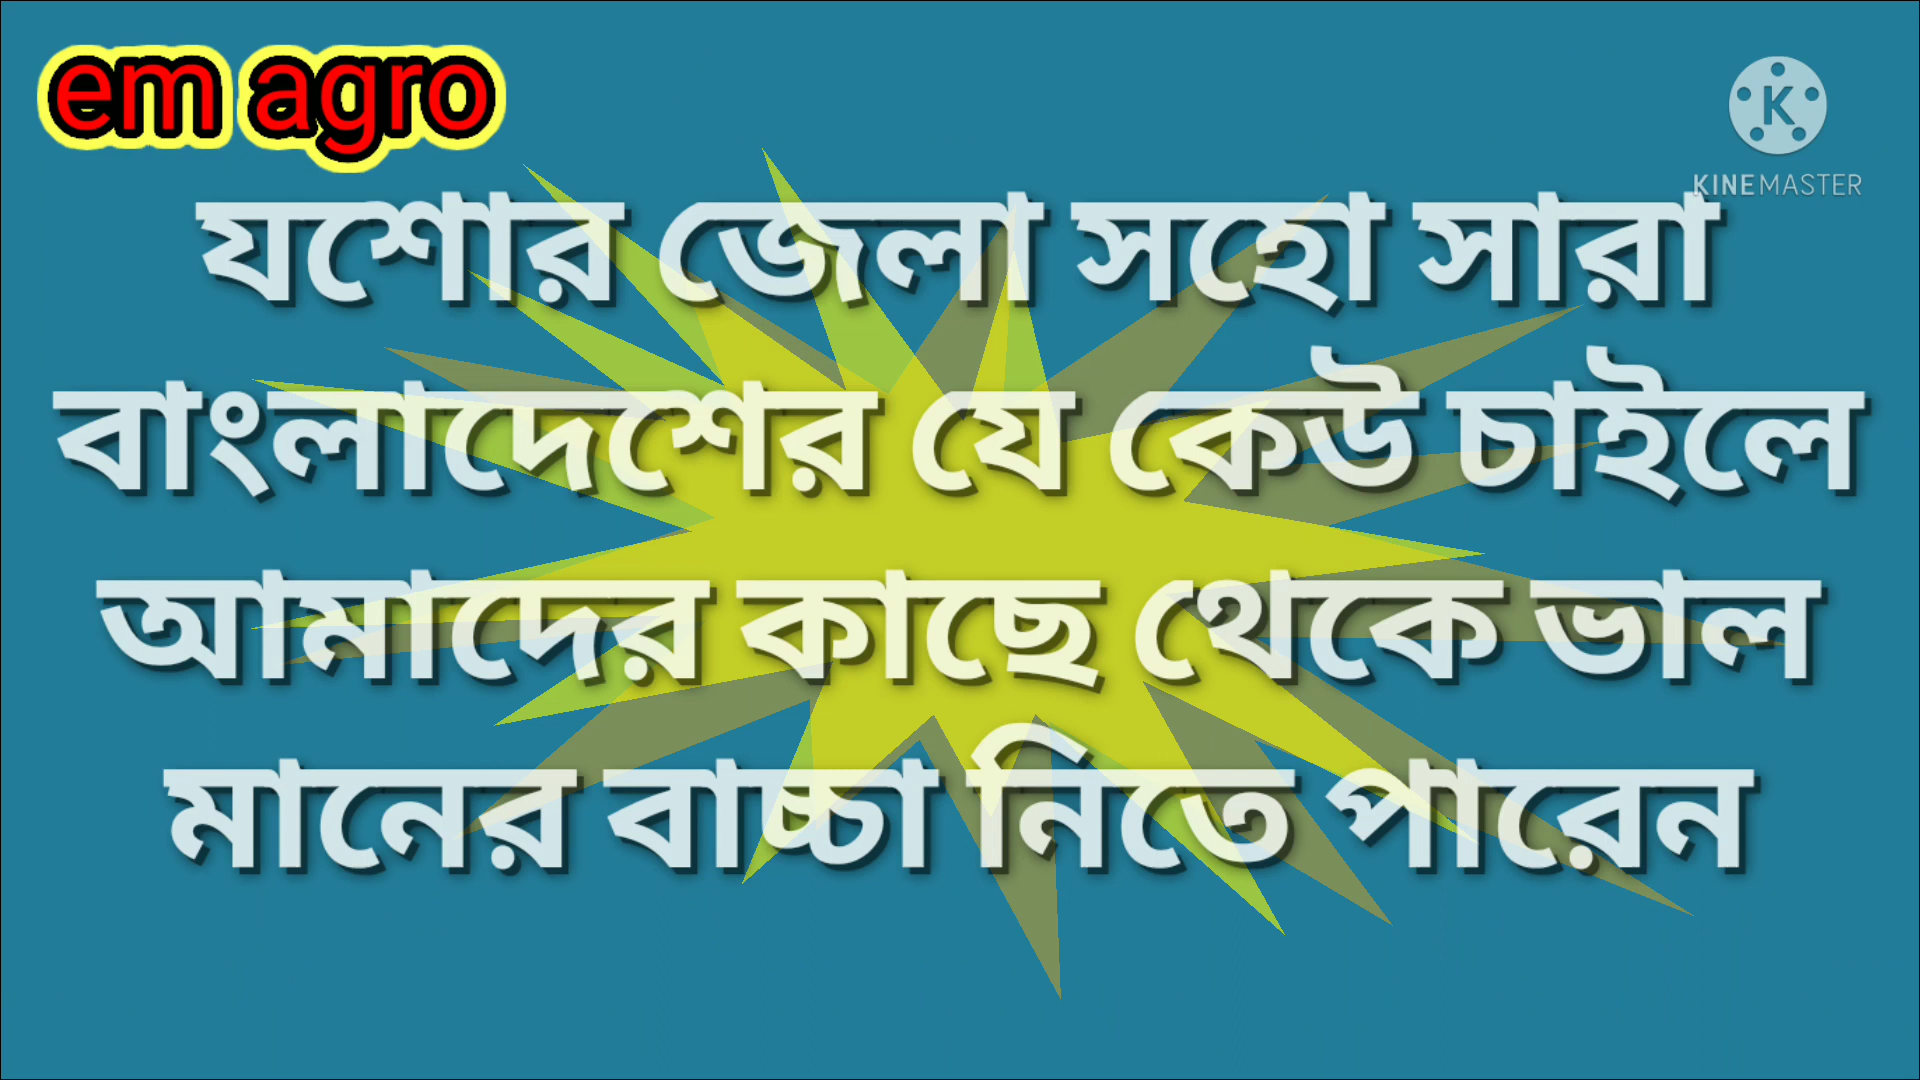 em agro
KINEMASTER
যশোর জেলা সহো সারা
বাংলাদেশের যে কেউ চাইলে
আমাদের কাছে থেকে ভাল
মানের বাচ্চা নিতে পারেন